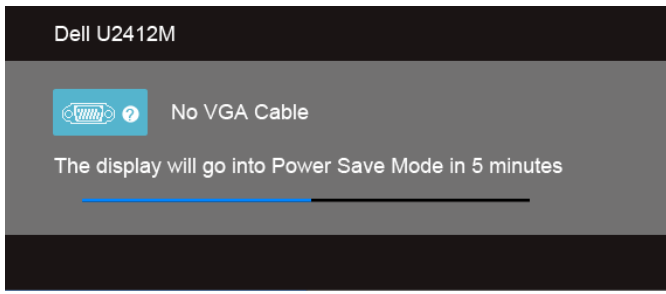 Dell U2412M
? No VGA Cable
The display will go into Power Save Mode in 5 minutes